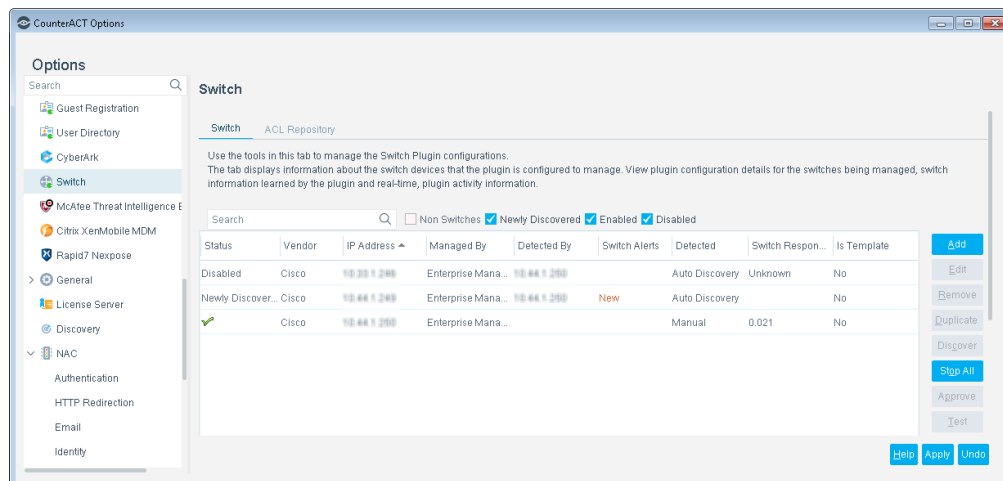 CounterACT Options
Options
Search
Guest Registration
User Directory
CyberArk
Switch
McAfee Threat Intelligence E
Citrix XenMobile MDM
Rapid7 Nexpose
General
License Server
Discovery
NAC
Authentication
HTTP Redirection
Email
Identity
Switch
Switch ACL Repository
Use the tools in this tab to manage the Switch Plugin configurations.
The tab displays information about the switch devices that the plugin is configured to manage. View plugin configuration details for the switches being managed, switch
information learned by the plugin and real-time, plugin activity information.
Search Non Switches Newly Discovered Enabled Disabled
Status Vendor IP Address Managed By Detected By Switch Alerts Detected Switch Respon... Is Template
Disabled Cisco Enterprise Mana... Auto Discovery Unknown No
Newly Discover... Cisco Enterprise Mana... New Auto Discovery No
Cisco Enterprise Mana... Manual 0.021 No
Add
Edit
Remove
Duplicate
Discover
Stop All
Approve
Test
Help Apply Undo